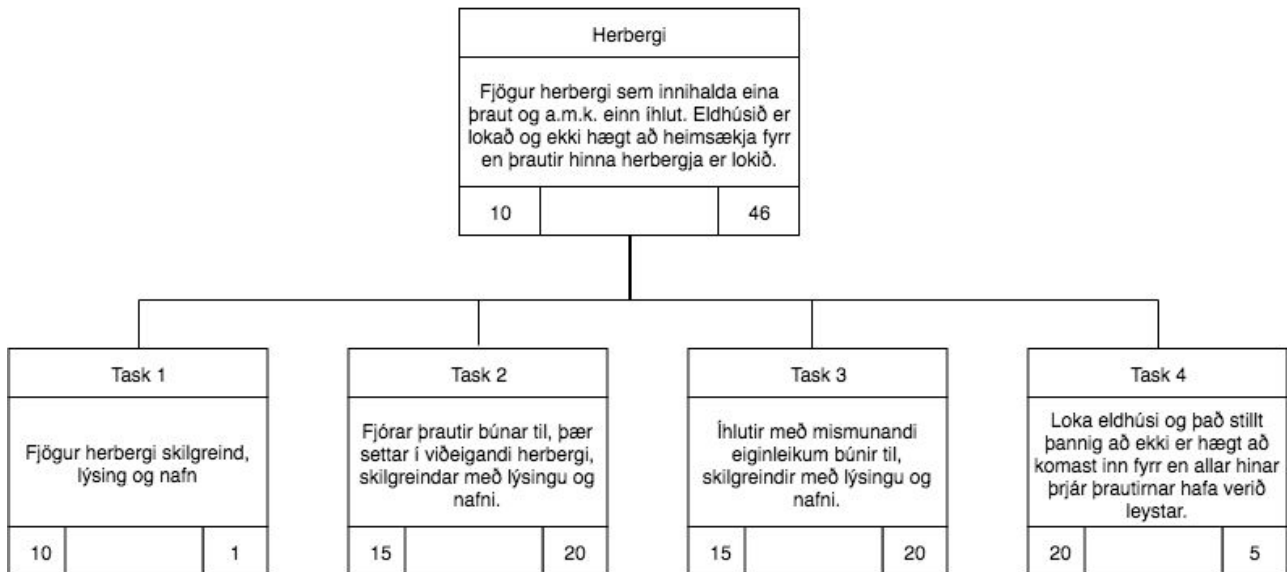 Herbergi
Fjögur herbergi sem innihalda eina
þraut og a.m.k. einn íhlut. Eldhúsið er
lokað og ekki hægt að heimsækja fyrr
en þrautir hinna herbergja er lokið.
10
46
Task 1
Fjögur herbergi skilgreind,
lýsing og nafn
10
1
Task 2
Fjórar þrautir búnar til, þær
settar í viðeigandi herbergi,
skilgreindar með lýsingu og
nafni.
15
20
Task 3
Íhlutir með mismunandi
eiginleikum búnir til,
skilgreindir með lýsingu og
nafni.
15
20
Task 4
Loka eldhúsi og það stillt
þannig að ekki er hægt að
komast inn fyrr en allar hinar
þrjár þrautirnar hafa verið
leystar.
20
5